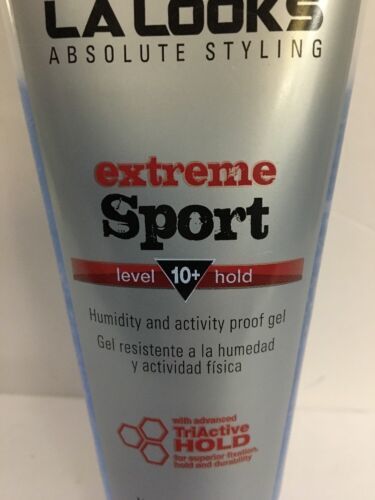 LA LOOKS
ABSOLUTE STYLING
extreme
Sport
level 10+ hold
Humidity and activity proof gel
Gel resistente a la humedad
y actividad física
with advanced
TriActive
HOLD
for superior fixation,
hold and durability